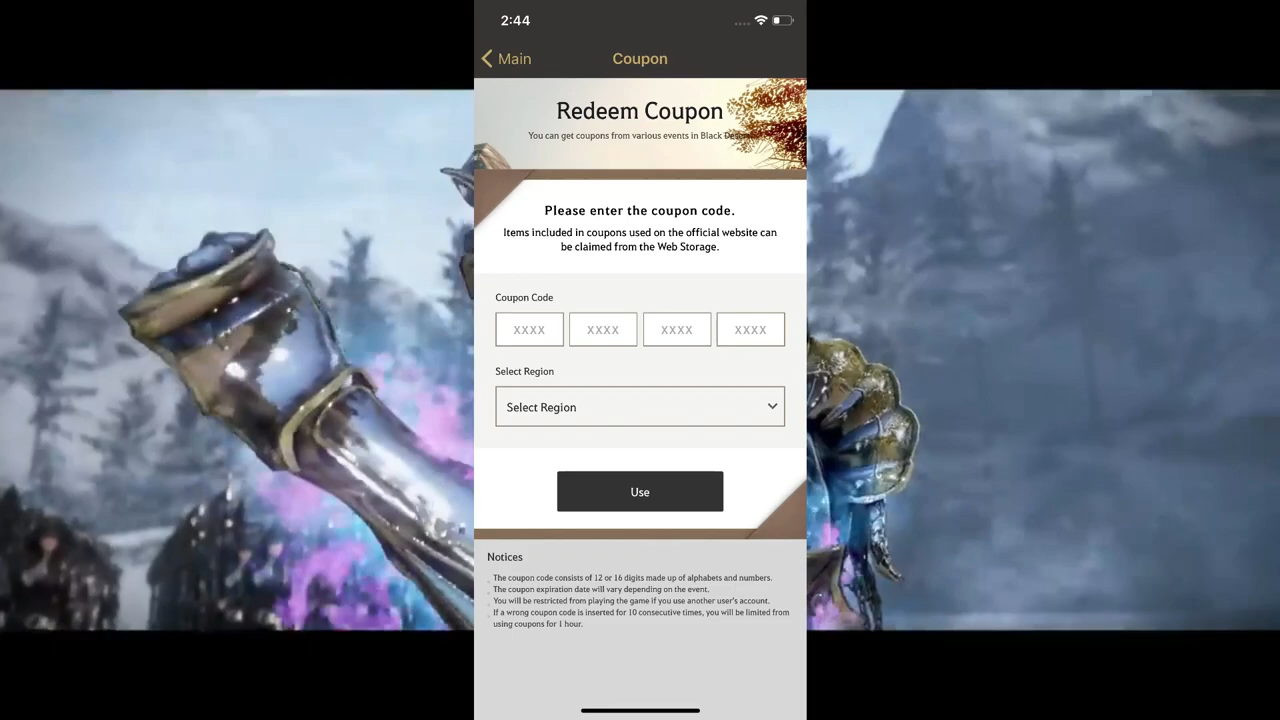 2:44
Main
Coupon
Redeem Coupon
You can get coupons from various events in Black
Please enter the coupon code.
Items included in coupons used on the official website can
be claimed from the Web Storage.
Coupon Code
XXXX XXXX XXXX XXXX
Select Region
Select Region
Use
Notices
The coupon code consists of 12 or 16 digits made up of alphabets and numbers.
The coupon expiration date will vary depending on the event.
You will be restricted from playing the game if you use another user's account.
If a wrong coupon code is inserted for 10 consecutive times, you will be limited from
using coupons for 1 hour.